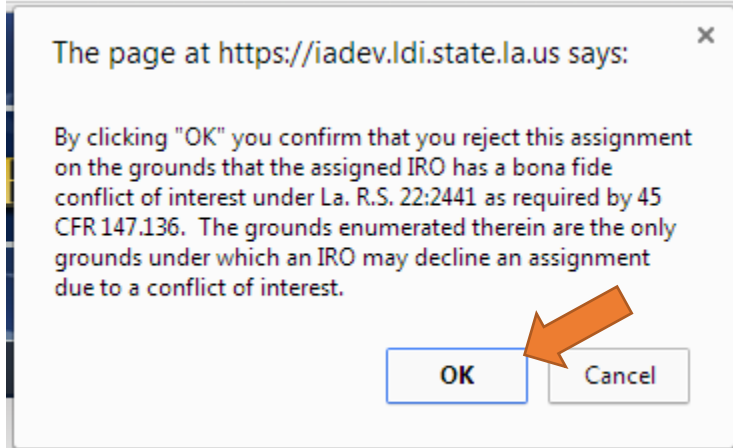 The page at https://iadev.ldi.state.la.us says:
By clicking "OK" you confirm that you reject this assignment
on the grounds that the assigned IRO has a bona fide
conflict of interest under La. R.S. 22:2441 as required by 45
CFR 147.136.  The grounds enumerated therein are the only
grounds under which an IRO may decline an assignment
due to a conflict of interest.
OK Cancel